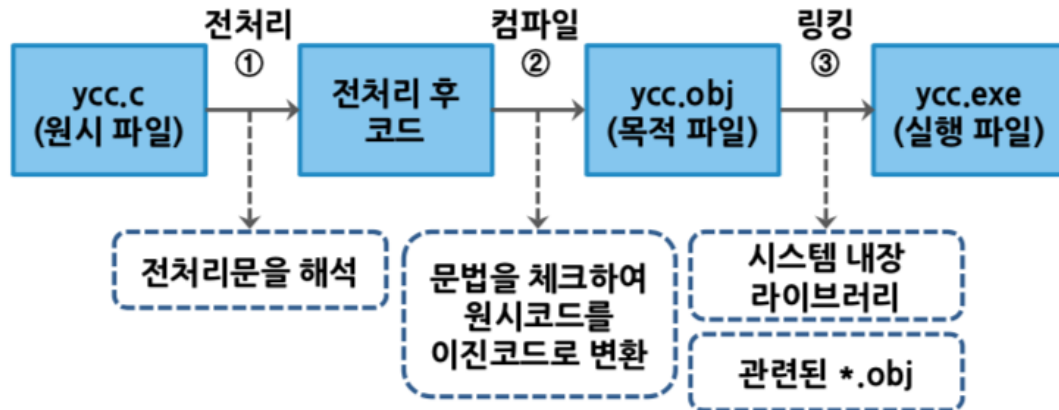 전처리
①
컴파일
②
링킹
③
ycc.c
(원시 파일)
전처리 후
코드
ycc.obj
(목적 파일)
ycc.exe
(실행 파일)
전처리문을 해석
문법을 체크하여
원시코드를
이진코드로 변환
시스템 내장
라이브러리
관련된 *.obj